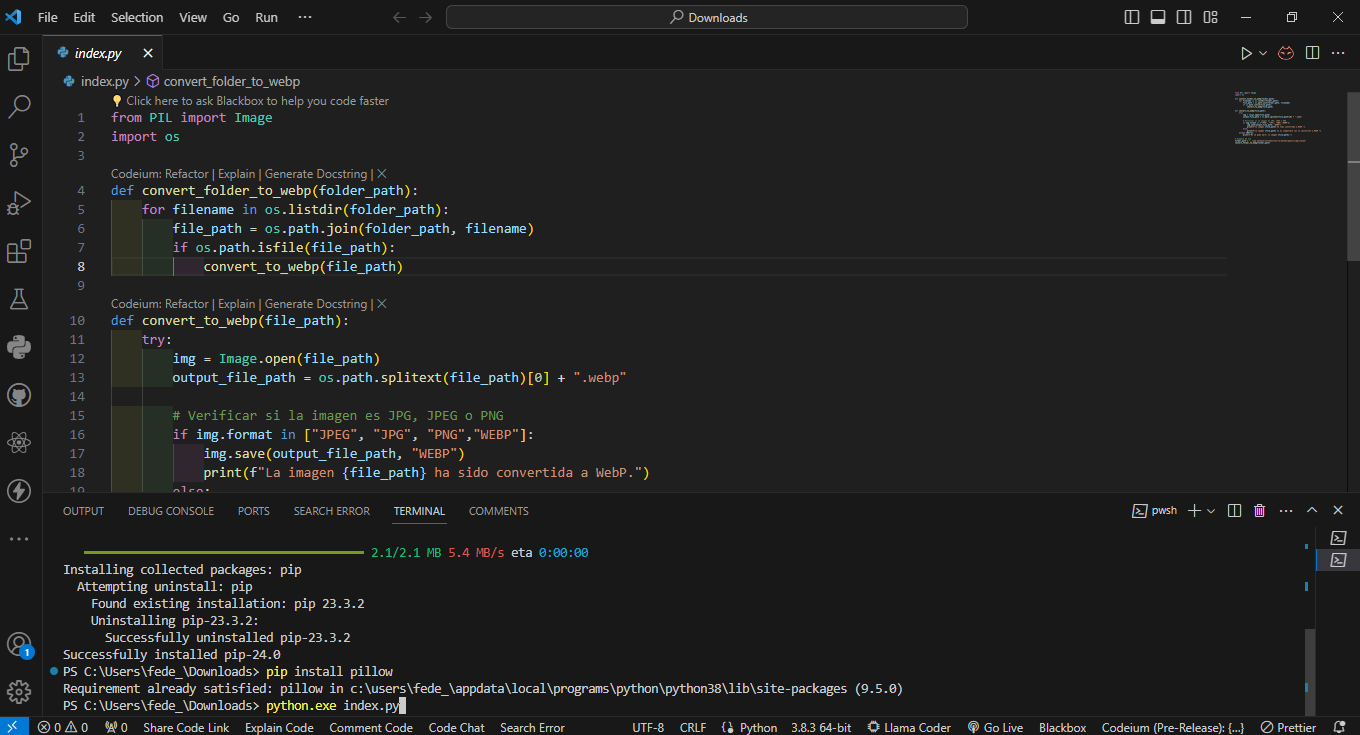 File Edit Selection View Go Run ··· Downloads
index.py
index.py > convert_folder_to_webp
Click here to ask Blackbox to help you code faster
1 from PIL import Image
2 import os
3
Codeium: Refactor | Explain | Generate Docstring | X
4 def convert_folder_to_webp(folder_path):
5 for filename in os.listdir(folder_path):
6 file_path = os.path.join(folder_path, filename)
7 if os.path.isfile(file_path):
8 convert_to_webp(file_path)
9
Codeium: Refactor | Explain | Generate Docstring | X
10 def convert_to_webp(file_path):
11 try:
12 img = Image.open(file_path)
13 output_file_path = os.path.splitext(file_path)[0] + ".webp"
14
15 # Verificar si la imagen es JPG, JPEG o PNG
16 if img.format in ["JPEG", "JPG", "PNG","WEBP"]:
17 img.save(output_file_path, "WEBP")
18 print(f"La imagen {file_path} ha sido convertida a WebP.")
19 else:
OUTPUT DEBUG CONSOLE PORTS SEARCH ERROR TERMINAL COMMENTS pwsh
2.1/2.1 MB 5.4 MB/s eta 0:00:00
Installing collected packages: pip
Attempting uninstall: pip
Found existing installation: pip 23.3.2
Uninstalling pip-23.3.2:
Successfully uninstalled pip-23.3.2
Successfully installed pip-24.0
PS C:\Users\fede_\Downloads> pip install pillow
Requirement already satisfied: pillow in c:\users\fede_\appdata\local\programs\python\python38\lib\site-packages (9.5.0)
PS C:\Users\fede_\Downloads> python.exe index.py
1
0 0 0 Share Code Link Explain Code Comment Code Code Chat Search Error UTF-8 CRLF Python 3.8.3 64-bit Llama Coder Go Live Blackbox Codeium (Pre-Release): {...} Prettier